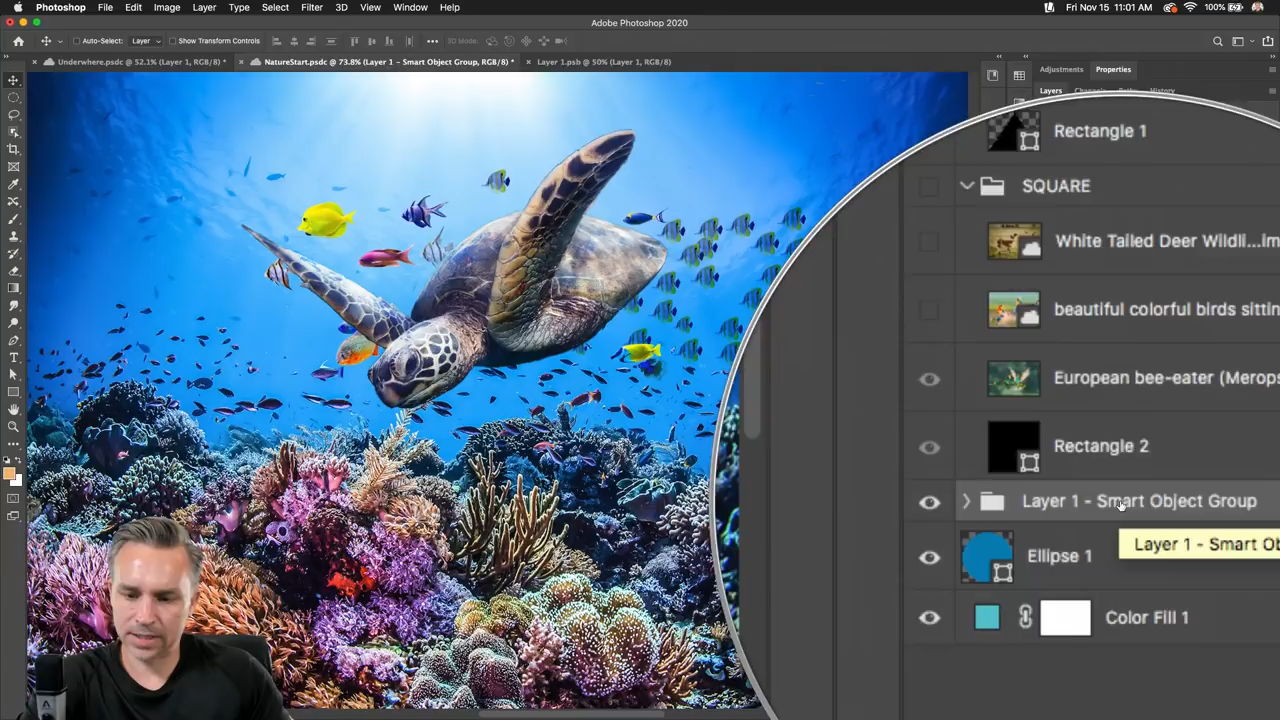 Photoshop File Edit Image Layer Type Select Filter 3D View Window Help
Fri Nov 15 11:01 AM 100%
Adobe Photoshop 2020
Auto-Select: Layer Show Transform Controls 3D Mode:
Underwhere.psdc @ 52.1% (Layer 1, RGB/8) *
NatureStart.psdc @ 73.8% (Layer 1 – Smart Object Group, RGB/8) *
Layer 1.psb @ 50% (Layer 1, RGB/8)
Adjustments Properties
Layers
Rectangle 1
SQUARE
White Tailed Deer Wildli...im
beautiful colorful birds sittin
European bee-eater (Merops
Rectangle 2
Layer 1 - Smart Object Group
Layer 1 - Smart Ob
Ellipse 1
Color Fill 1